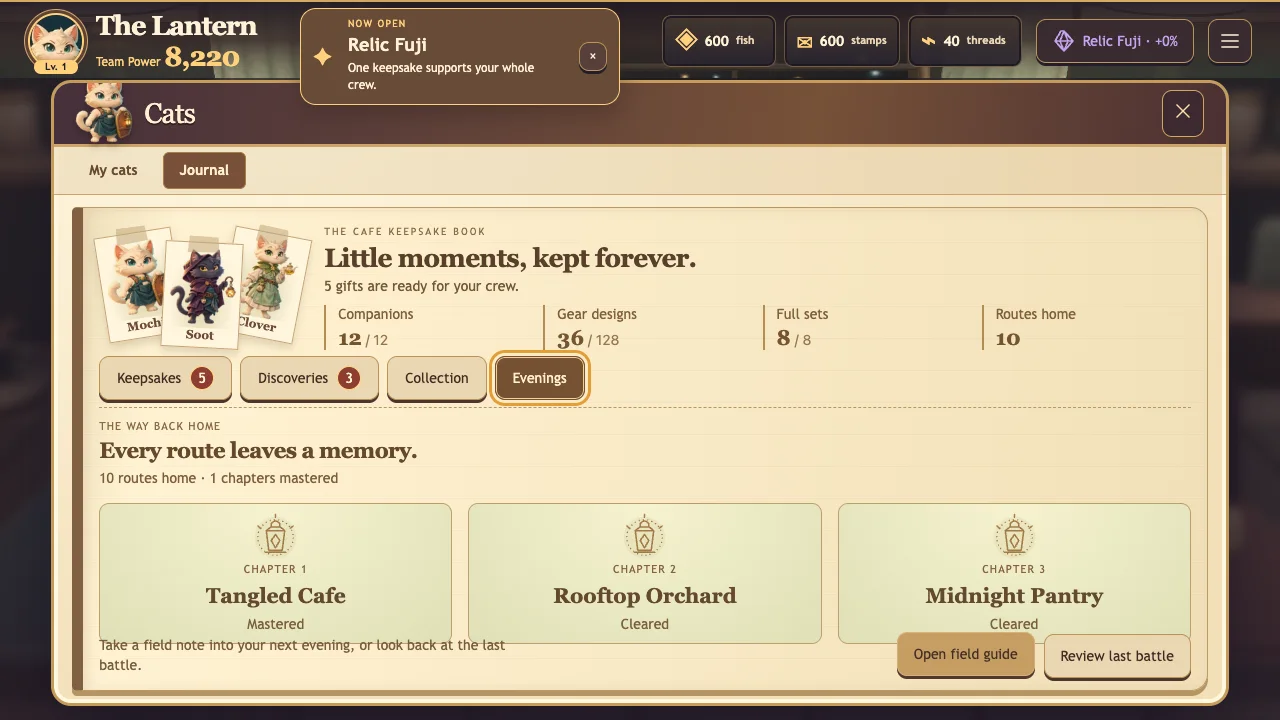 The Lantern
Team Power 8,220
Lv. 1
NOW OPEN
Relic Fuji
One keepsake supports your whole
crew.
×
600 fish
600 stamps
40 threads
Relic Fuji · +0%
Cats
My cats
Journal
Moch
Soot
Clover
THE CAFE KEEPSAKE BOOK
Little moments, kept forever.
5 gifts are ready for your crew.
Companions
12 / 12
Gear designs
36 / 128
Full sets
8 / 8
Routes home
10
Keepsakes 5
Discoveries 3
Collection
Evenings
THE WAY BACK HOME
Every route leaves a memory.
10 routes home · 1 chapters mastered
CHAPTER 1
Tangled Cafe
Mastered
CHAPTER 2
Rooftop Orchard
Cleared
CHAPTER 3
Midnight Pantry
Cleared
Take a field note into your next evening, or look back at the last
battle.
Open field guide
Review last battle